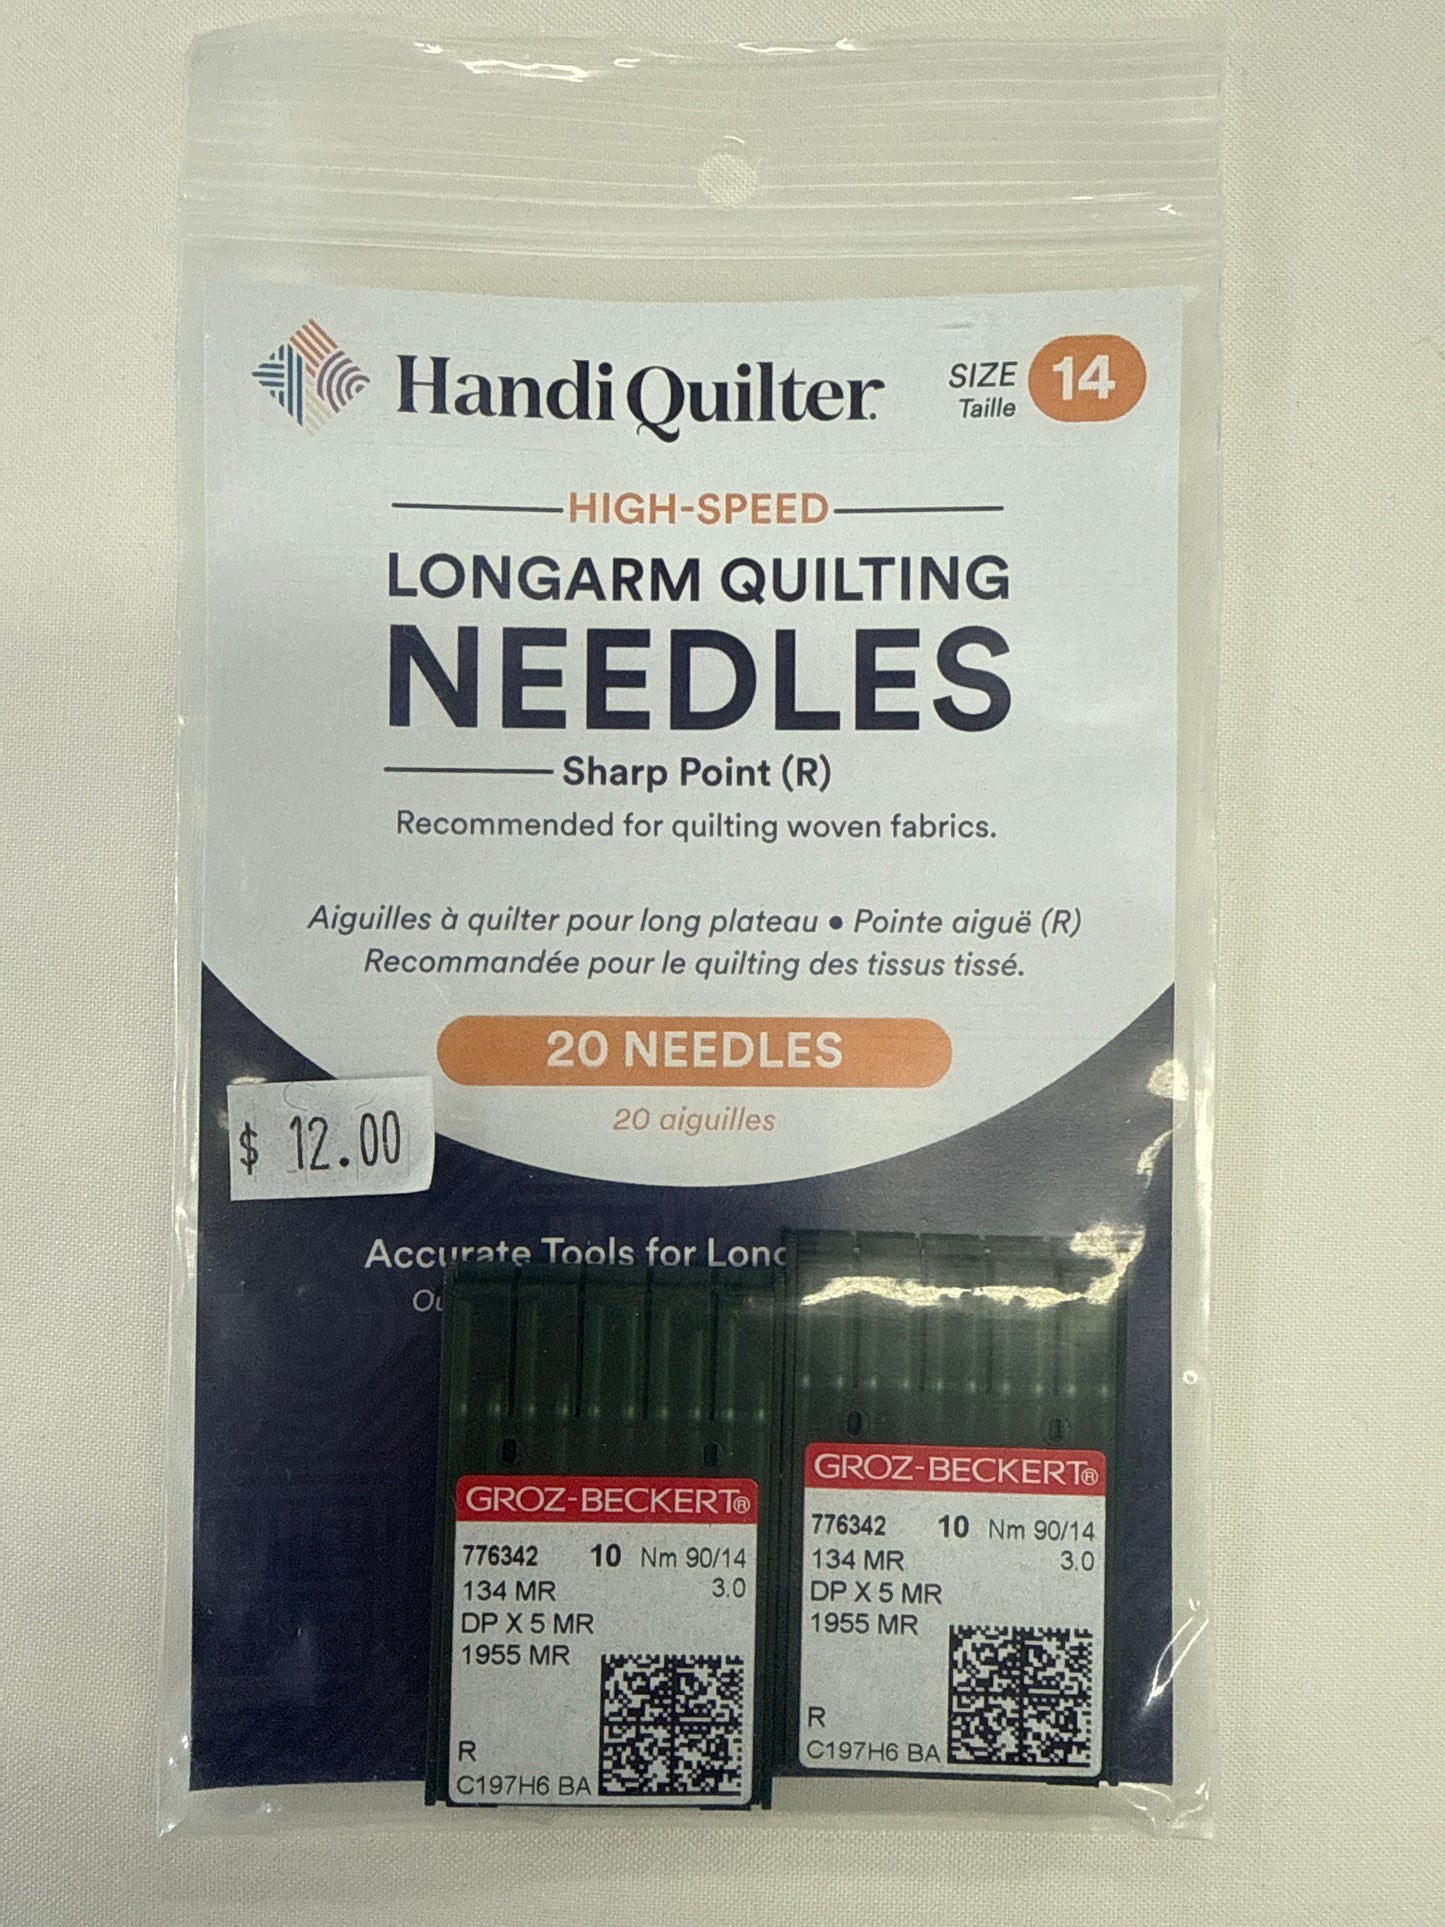 Handi Quilter
SIZE 14
Taille
HIGH-SPEED
LONGARM QUILTING
NEEDLES
Sharp Point (R)
Recommended for quilting woven fabrics.
Aiguilles à quilter pour long plateau • Pointe aiguë (R)
Recommandée pour le quilting des tissus tissé.
20 NEEDLES
20 aiguilles
$ 12.00
Accurate Tools for
GROZ-BECKERT®
776342 10 Nm 90/14
134 MR 3.0
DP X 5 MR
1955 MR
R
C197H6 BA
GROZ-BECKERT®
776342 10 Nm 90/14
134 MR 3.0
DP X 5 MR
1955 MR
R
C197H6 BA